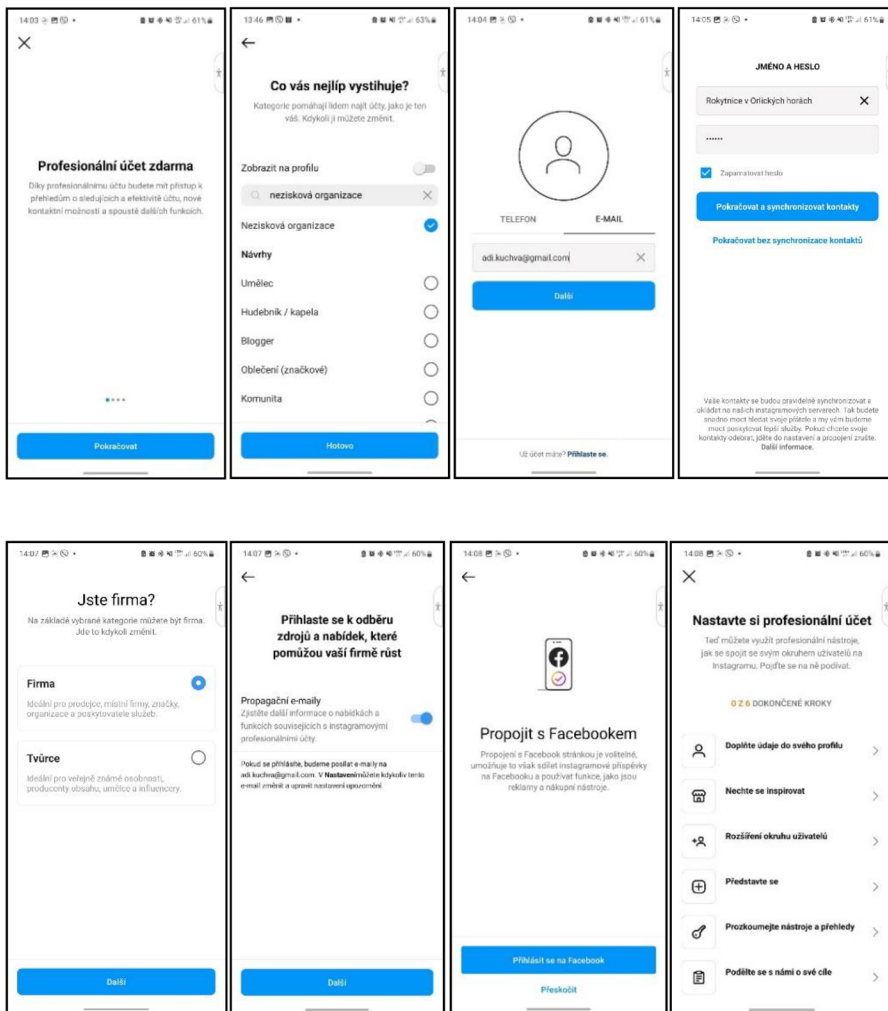 14:03
61%
Profesionální účet zdarma
Díky profesionálnímu účtu budete mít přístup k
přehledům o sledujících a efektivitě účtu, nové
kontaktní možnosti a spoustě dalších funkcích.
Pokračovat
13:46
63%
Co vás nejlíp vystihuje?
Kategorie pomáhají lidem najít účty, jako je ten
váš. Kdykoli ji můžete změnit.
Zobrazit na profilu
nezisková organizace
Nezisková organizace
Návrhy
Umělec
Hudebník / kapela
Blogger
Oblečení (značkové)
Komunita
Hotovo
14:04
61%
TELEFON
E-MAIL
adi.kuchva@gmail.com
Další
Už účet máte? Přihlaste se.
14:05
61%
JMÉNO A HESLO
Rokytnice v Orlických horách
......
Zapamatovat heslo
Pokračovat a synchronizovat kontakty
Pokračovat bez synchronizace kontaktů
Vaše kontakty se budou pravidelně synchronizovat a
ukládat na našich instagramových serverech. Tak budete
snadno moct hledat svoje přátele a my vám budeme
moct poskytovat lepší služby. Pokud chcete svoje
kontakty odebrat, jděte do nastavení a propojení zrušte.
Další informace.
14:07
60%
Jste firma?
Na základě vybrané kategorie můžete být firma.
Jde to kdykoli změnit.
Firma
Ideální pro prodejce, místní firmy, značky,
organizace a poskytovatele služeb.
Tvůrce
Ideální pro veřejně známé osobnosti,
producenty obsahu, umělce a influencery.
Další
14:07
60%
Přihlaste se k odběru
zdrojů a nabídek, které
pomůžou vaší firmě růst
Propagační e-maily
Zjistěte další informace o nabídkách a
funkcích souvisejících s instagramovými
profesionálními účty.
Pokud se přihlásíte, budeme posílat e-maily na
adi.kuchva@gmail.com. V Nastavení můžete kdykoliv tento
e-mail změnit a upravit nastavení upozornění.
Další
14:08
60%
Propojit s Facebookem
Propojení s Facebook stránkou je volitelné,
umožňuje to však sdílet instagramové příspěvky
na Facebooku a používat funkce, jako jsou
reklamy a nákupní nástroje.
Přihlásit se na Facebook
Přeskočit
14:08
60%
Nastavte si profesionální účet
Teď můžete využít profesionální nástroje,
jak se spojit se svým okruhem uživatelů na
Instagramu. Pojďte se na ně podívat.
0 Z 6 DOKONČENÉ KROKY
Doplňte údaje do svého profilu
Nechte se inspirovat
Rozšíření okruhu uživatelů
Představte se
Prozkoumejte nástroje a přehledy
Podělte se s námi o své cíle